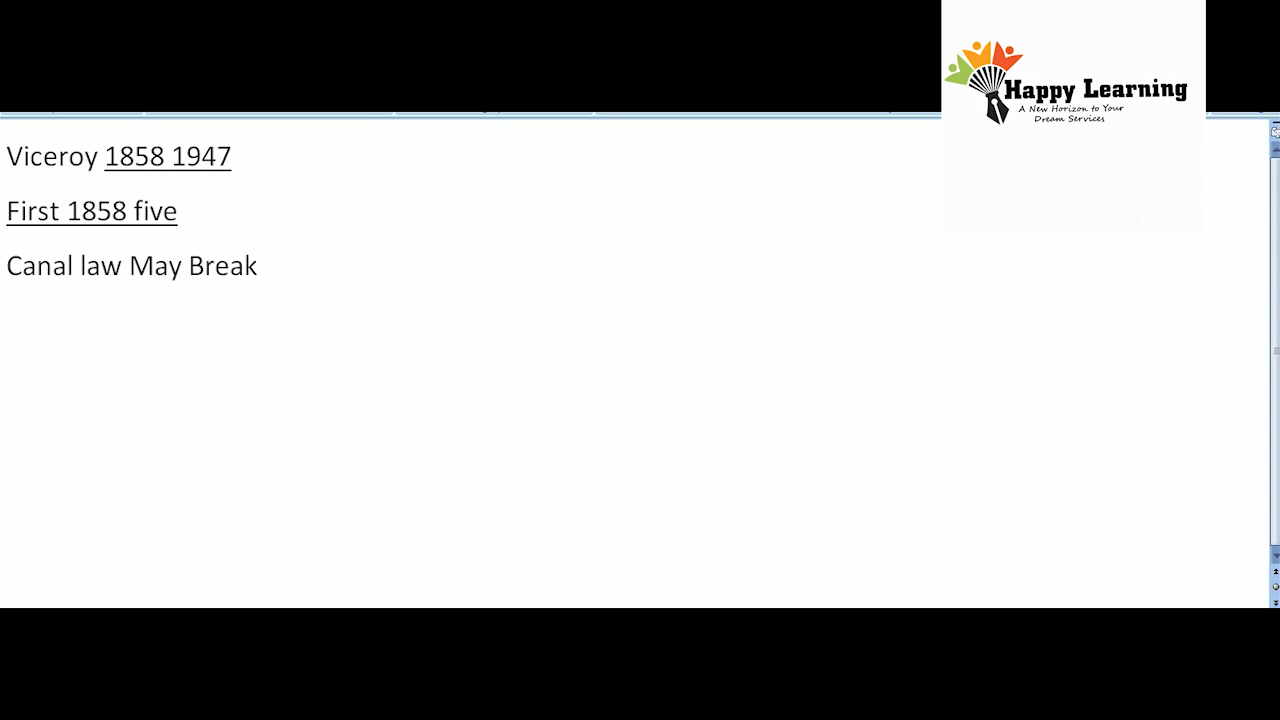 Happy Learning
A New Horizon to Your
Dream Services
Viceroy 1858 1947
First 1858 five
Canal law May Break